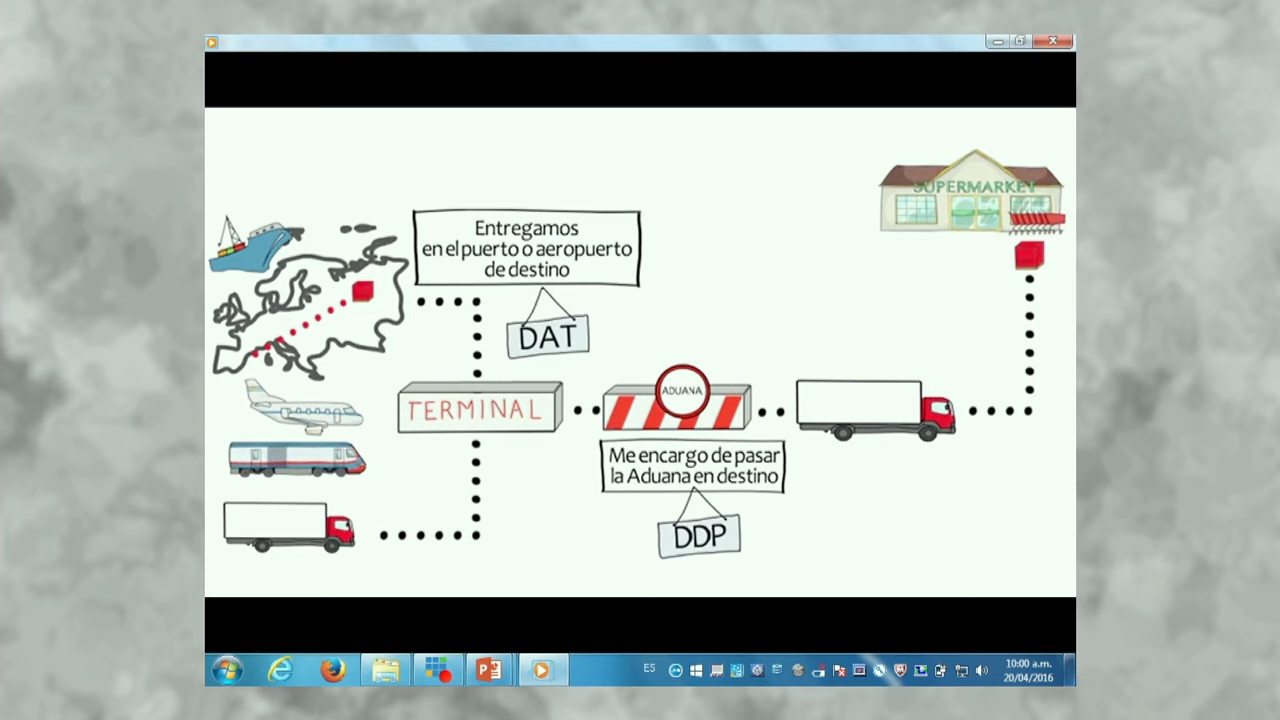 SUPERMARKET
Entregamos
en el puerto o aeropuerto
de destino
DAT
TERMINAL
ADUANA
Me encargo de pasar
la Aduana en destino
DDP
ES
10:00 a.m.
20/04/2016